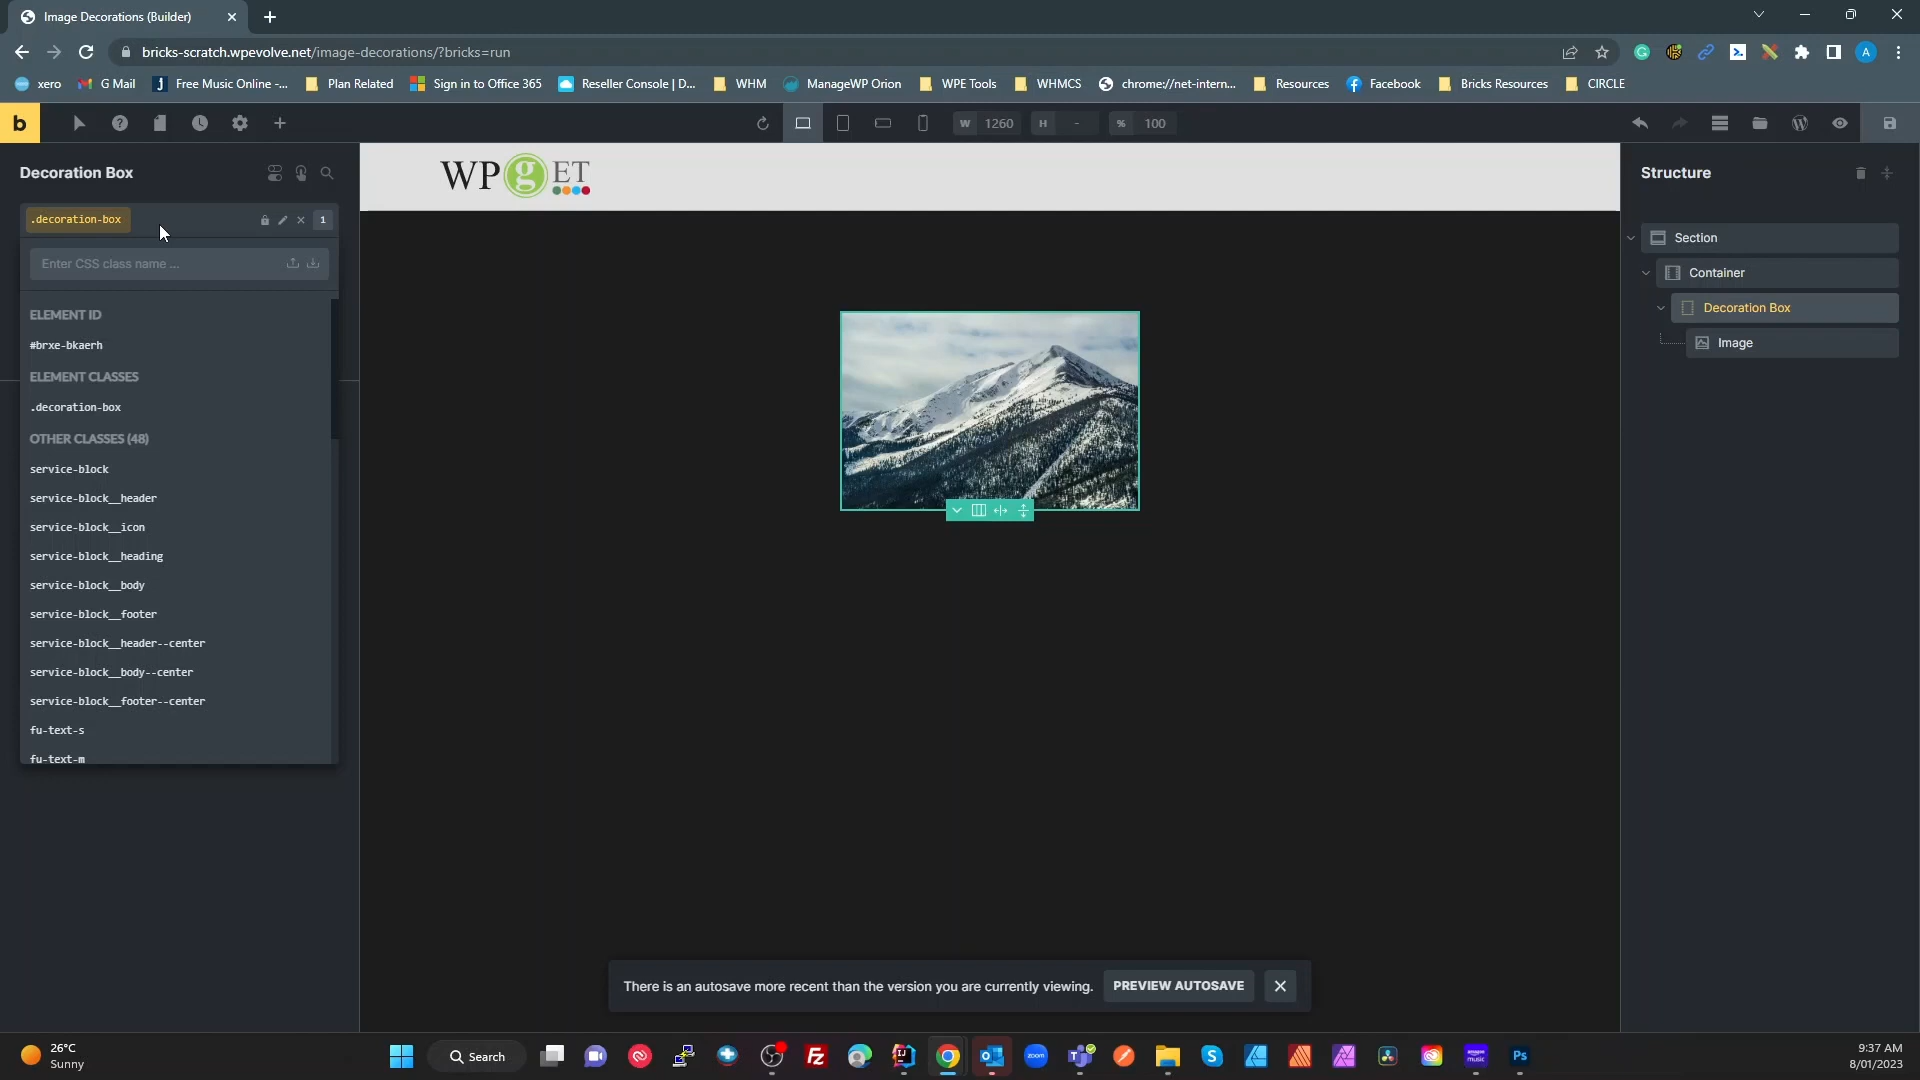 Image Decorations (Builder)
bricks-scratch.wpevolve.net/image-decorations/?bricks=run
xero
G Mail
Free Music Online -...
Plan Related
Sign in to Office 365
Reseller Console | D...
WHM
ManageWP Orion
WPE Tools
WHMCS
chrome://net-intern...
Resources
Facebook
Bricks Resources
CIRCLE
A
b
W 1260
H -
% 100
Decoration Box
.decoration-box
1
Enter CSS class name ...
ELEMENT ID
#brxe-bkaerh
ELEMENT CLASSES
.decoration-box
OTHER CLASSES (48)
service-block
service-block__header
service-block__icon
service-block__heading
service-block__body
service-block__footer
service-block__header--center
service-block__body--center
service-block__footer--center
fu-text-s
fu-text-m
WP g ET
Structure
Section
Container
Decoration Box
Image
There is an autosave more recent than the version you are currently viewing.
PREVIEW AUTOSAVE
26°C
Sunny
Search
9:37 AM
8/01/2023